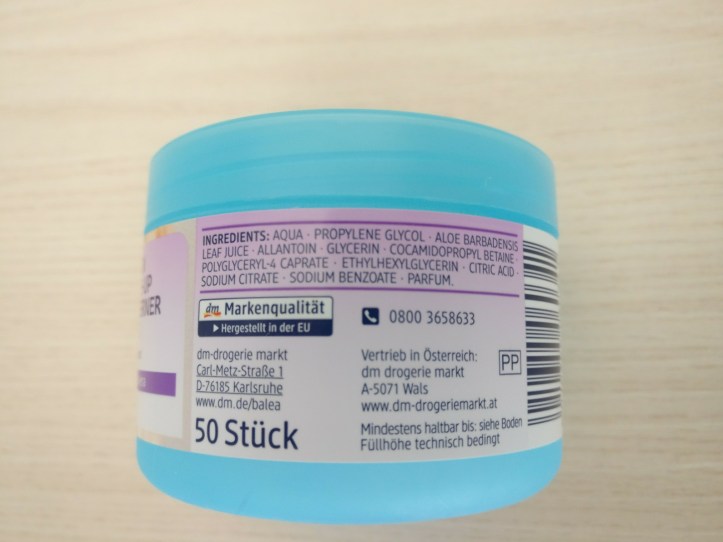 INGREDIENTS: AQUA · PROPYLENE GLYCOL · ALOE BARBADENSIS
LEAF JUICE · ALLANTOIN · GLYCERIN · COCAMIDOPROPYL BETAINE ·
POLYGLYCERYL-4 CAPRATE · ETHYLHEXYLGLYCERIN · CITRIC ACID ·
SODIUM CITRATE · SODIUM BENZOATE · PARFUM.
dm Markenqualität
▶ Hergestellt in der EU
0800 3658633
dm-drogerie markt
Carl-Metz-Straße 1
D-76185 Karlsruhe
www.dm.de/balea
50 Stück
Vertrieb in Österreich:
dm drogerie markt
A-5071 Wals
www.dm-drogeriemarkt.at
PP
Mindestens haltbar bis: siehe Boden
Füllhöhe technisch bedingt